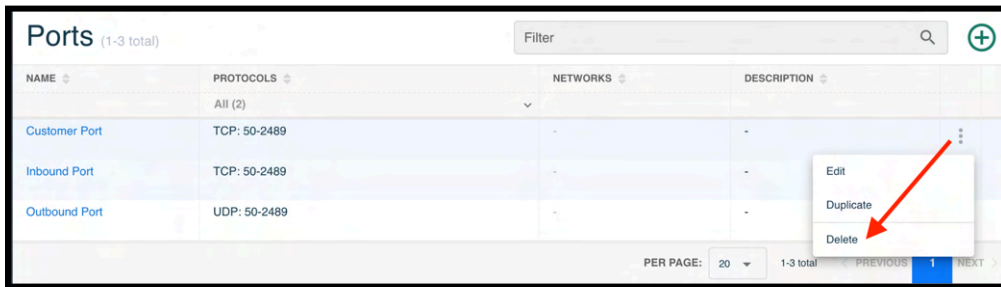 Ports (1-3 total) Filter
NAME PROTOCOLS NETWORKS DESCRIPTION
All (2)
Customer Port TCP: 50-2489 - -
Inbound Port TCP: 50-2489 - -
Edit
Duplicate
Outbound Port UDP: 50-2489 - -
Delete
PER PAGE: 20 1-3 total < PREVIOUS 1 NEXT >